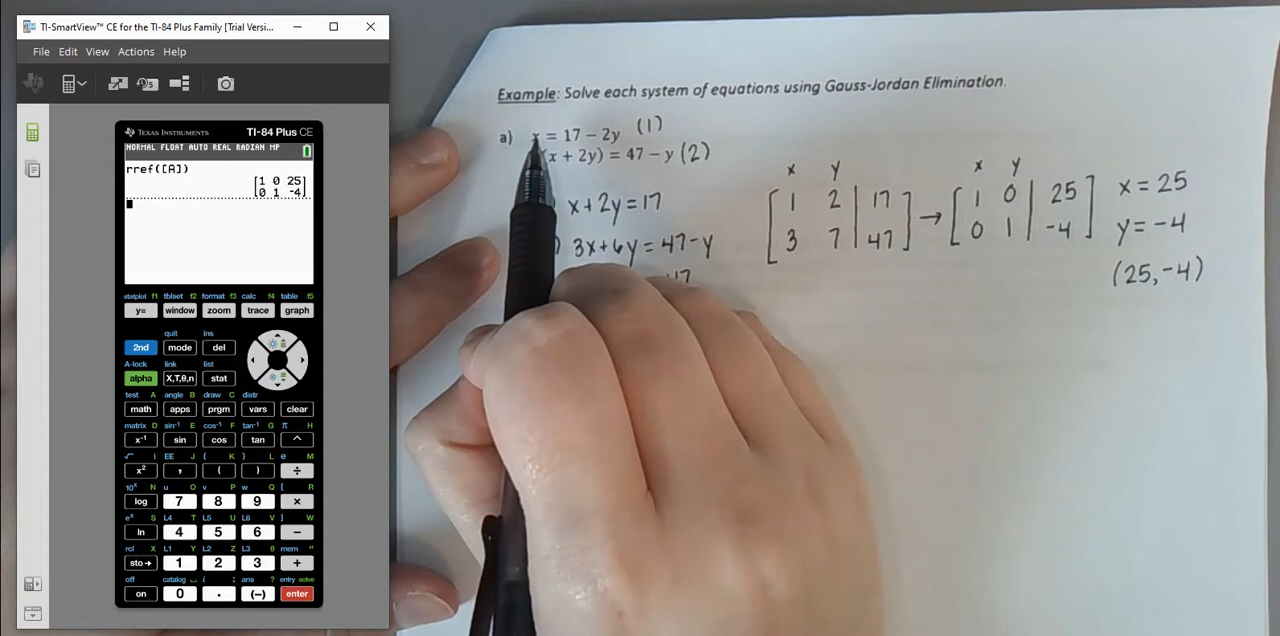 TI-SmartView™ CE for the TI-84 Plus Family [Trial Versi...
File Edit View Actions Help
TEXAS INSTRUMENTS TI-84 Plus CE
NORMAL FLOAT AUTO REAL RADIAN MP
rref([A])
[1 0 25]
[0 1 -4]
statplot f1 tblset f2 format f3 calc f4 table f5
y= window zoom trace graph
quit ins
2nd mode del
A-lock link list
alpha X,T,θ,n stat
test A angle B draw C distr
math apps prgm vars clear
matrix D sin⁻¹ E cos⁻¹ F tan⁻¹ G π H
x⁻¹ sin cos tan ^
√ I EE J { K } L e M
x² , ( ) ÷
10ˣ N u O v P w Q [ R
log 7 8 9 ×
eˣ S L4 T L5 U L6 V ] W
ln 4 5 6 −
rcl X L1 Y L2 Z L3 θ mem "
sto→ 1 2 3 +
off catalog i : ans ? entry solve
on 0 . (−) enter
Example: Solve each system of equations using Gauss-Jordan Elimination.
a) x = 17 − 2y (1)
(x + 2y) = 47 − y (2)
x + 2y = 17
3x + 6y = 47 − y
x y
[1 2 | 17]
[3 7 | 47]
→
x y
[1 0 | 25]
[0 1 | -4]
x = 25
y = -4
(25, -4)